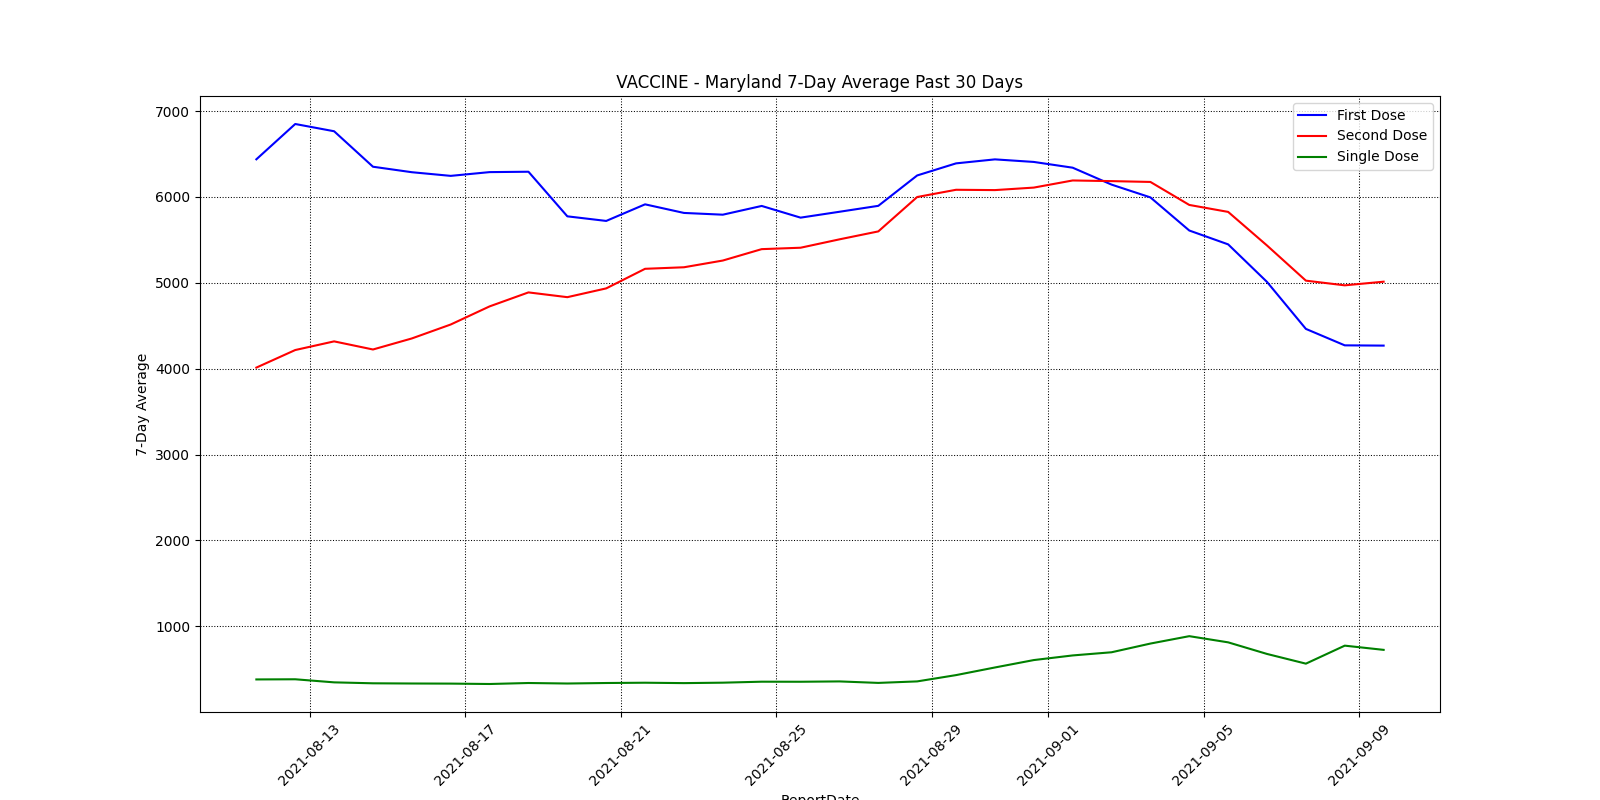 VACCINE - Maryland 7-Day Average Past 30 Days
First Dose
Second Dose
Single Dose
7000
6000
5000
4000
3000
2000
1000
7-Day Average
2021-08-13
2021-08-17
2021-08-21
2021-08-25
2021-08-29
2021-09-01
2021-09-05
2021-09-09
ReportDate